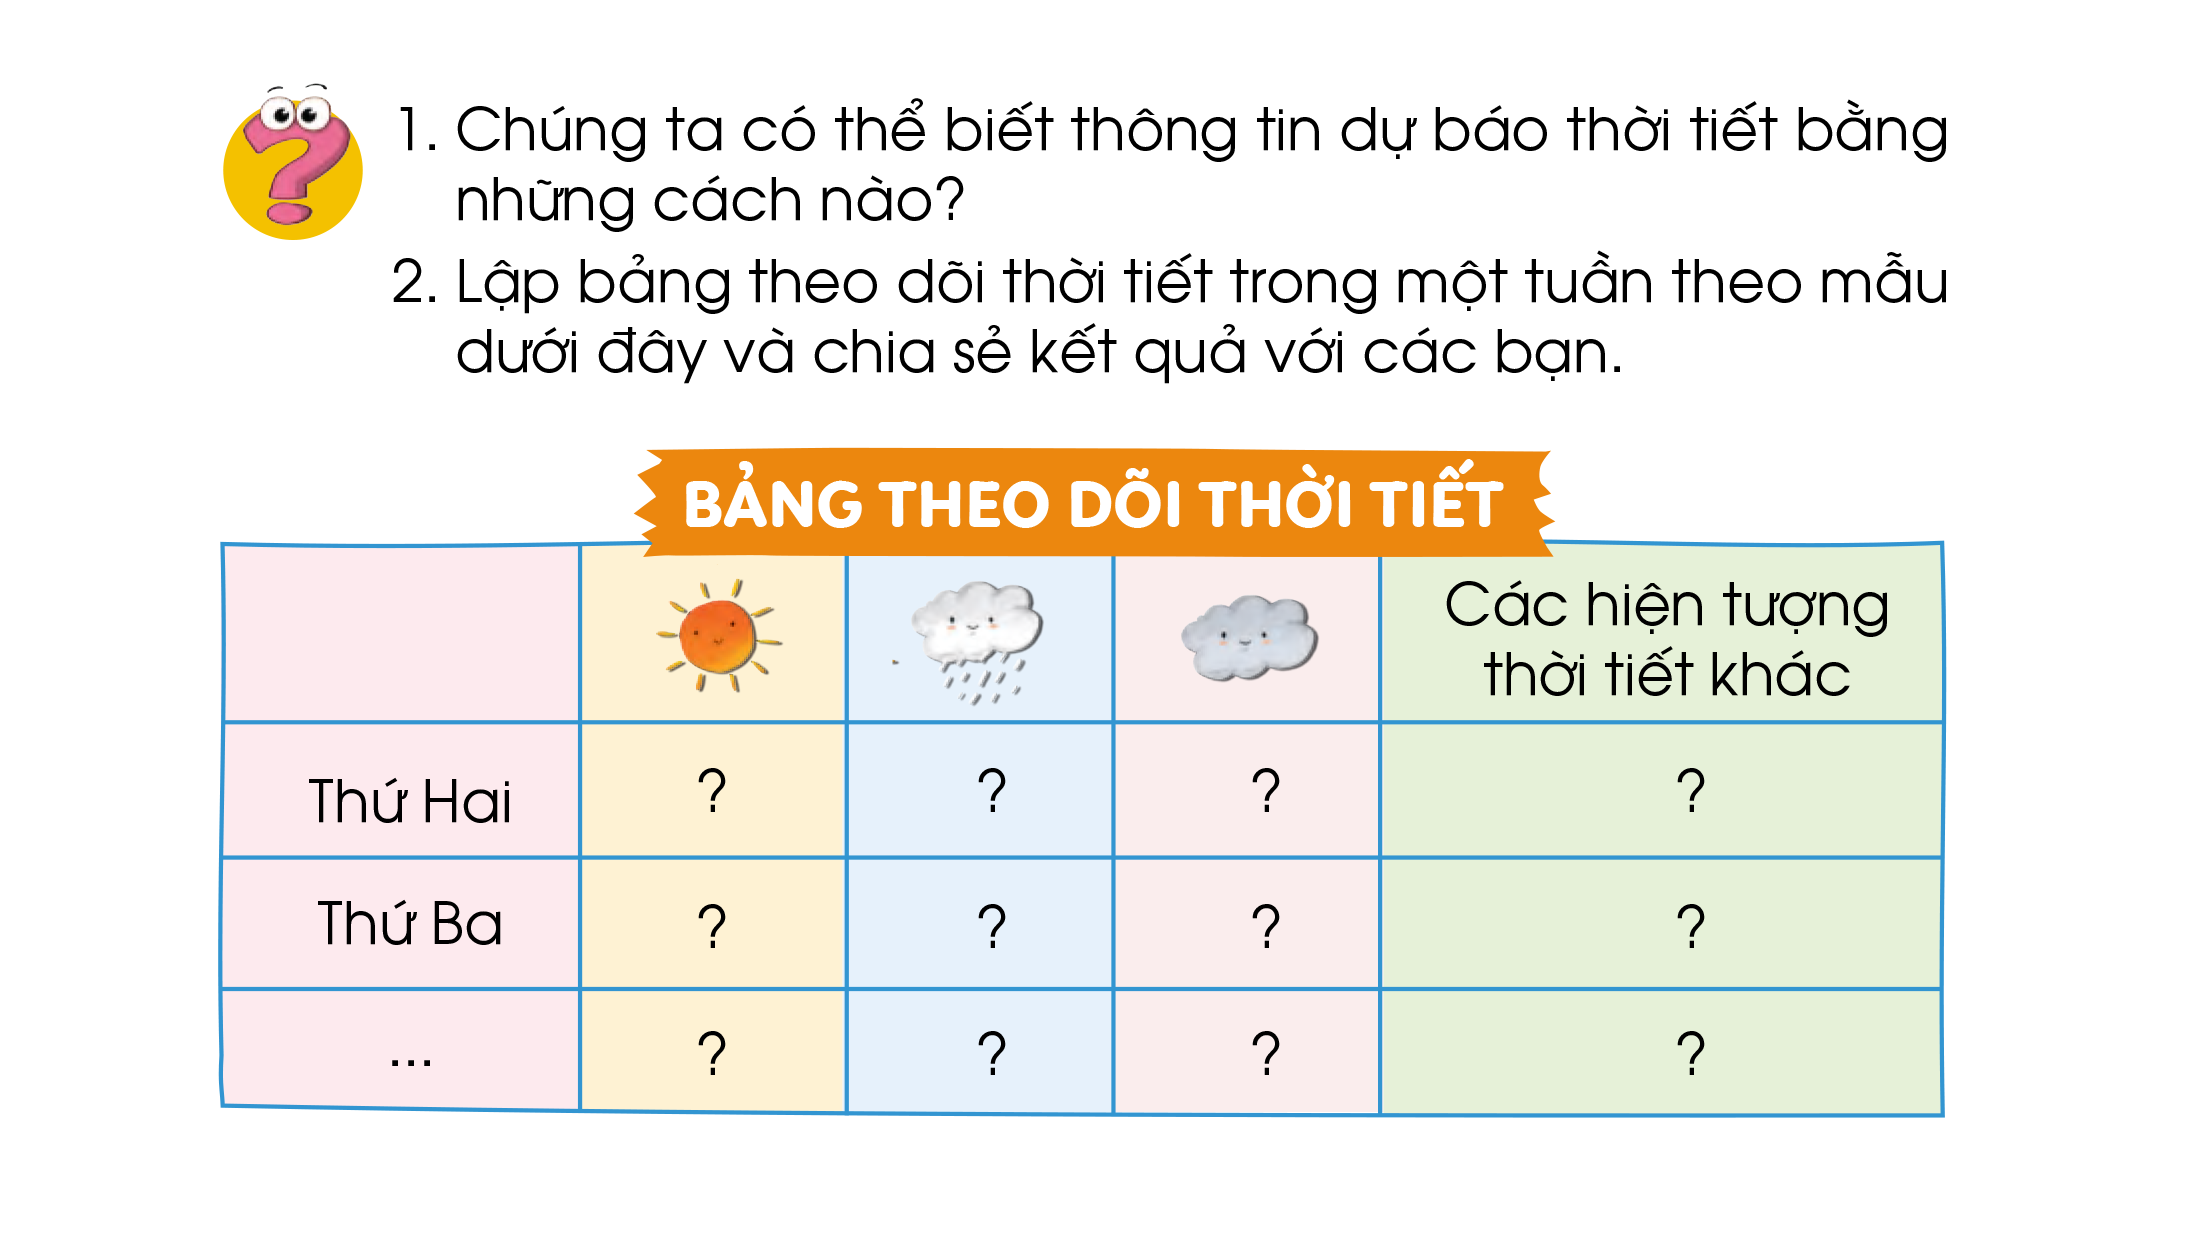 1. Chúng ta có thể biết thông tin dự báo thời tiết bằng
những cách nào?
2. Lập bảng theo dõi thời tiết trong một tuần theo mẫu
dưới đây và chia sẻ kết quả với các bạn.
BẢNG THEO DÕI THỜI TIẾT
Các hiện tượng
thời tiết khác
Thứ Hai ? ? ? ?
Thứ Ba ? ? ? ?
... ? ? ? ?